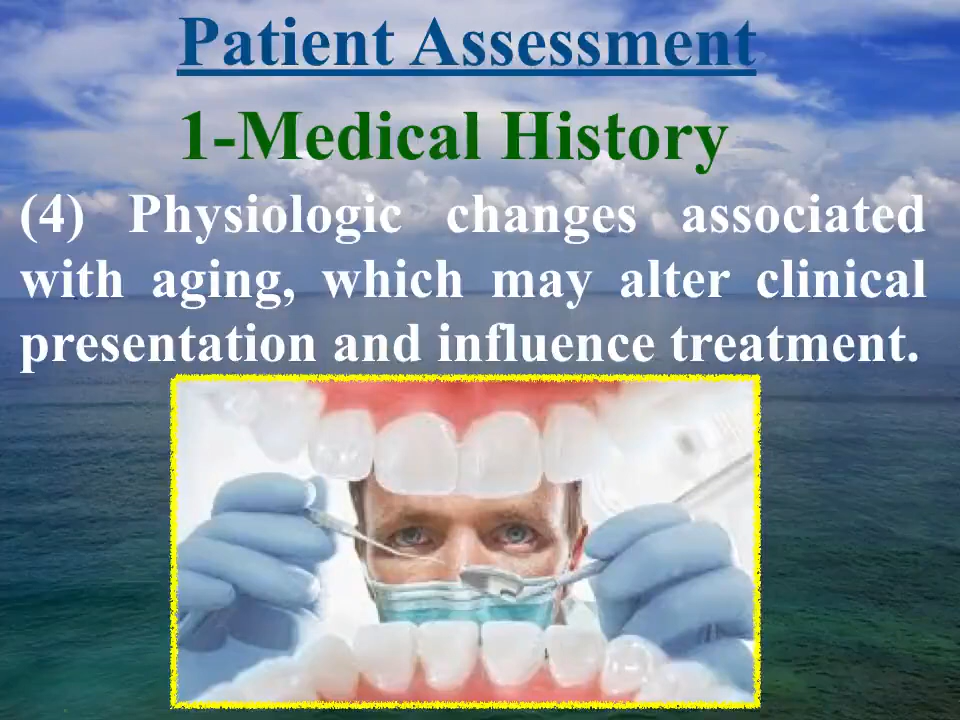 Patient Assessment
1-Medical History
(4) Physiologic changes associated
with aging, which may alter clinical
presentation and influence treatment.